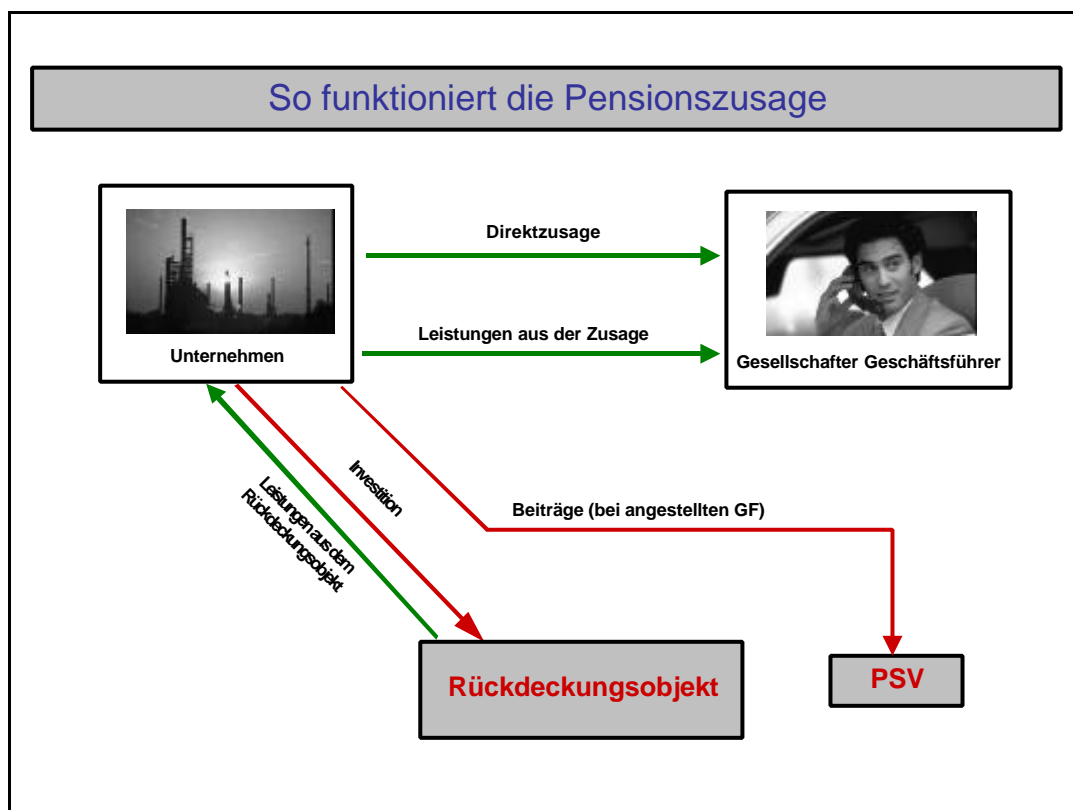 So funktioniert die Pensionszusage
Direktzusage
Leistungen aus der Zusage
Unternehmen
Gesellschafter Geschäftsführer
Investition
Leistungen aus dem
Rückdeckungsobjekt
Beiträge (bei angestellten GF)
Rückdeckungsobjekt
PSV